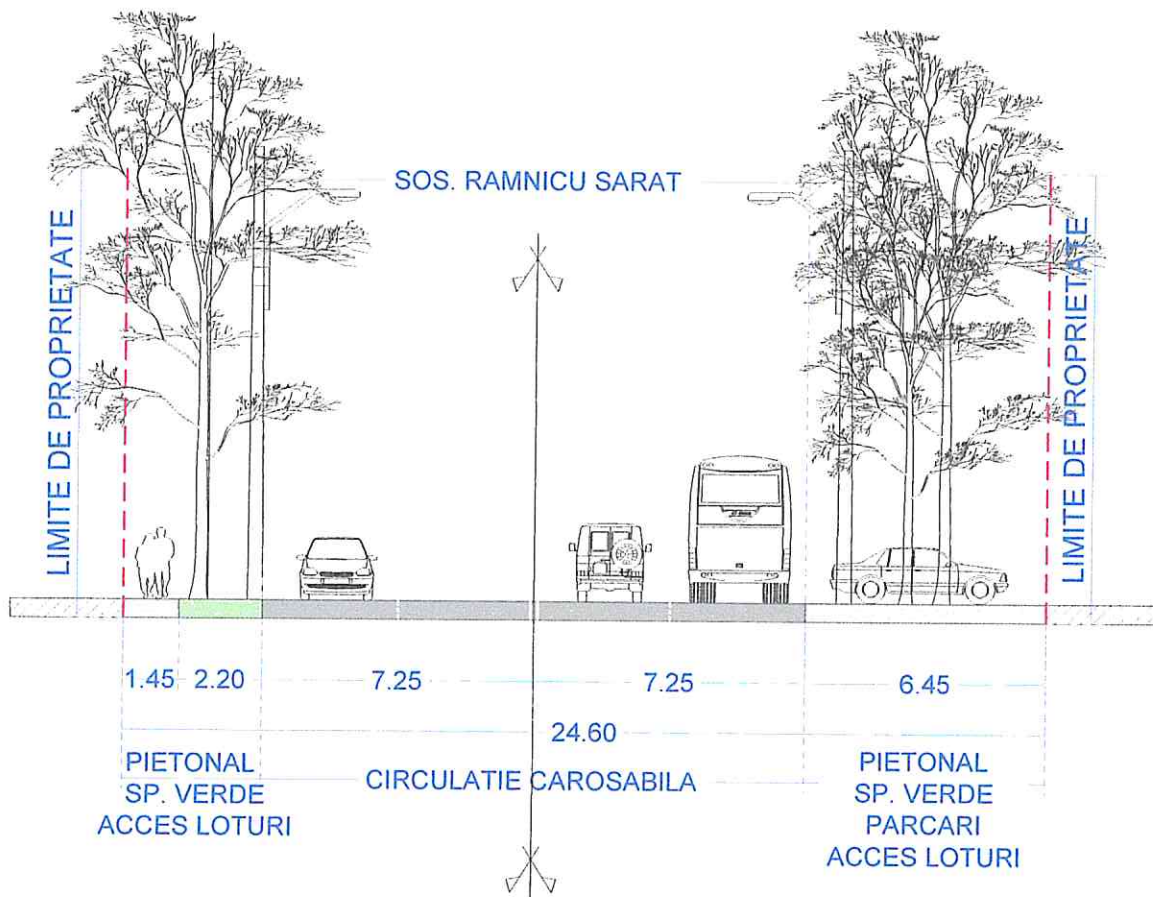 SOS. RAMNICU SARAT
LIMITE DE PROPRIETATE
LIMITE DE PROPRIETATE
1.45 2.20 7.25 7.25 6.45
24.60
PIETONAL
SP. VERDE
ACCES LOTURI
CIRCULATIE CAROSABILA
PIETONAL
SP. VERDE
PARCARI
ACCES LOTURI